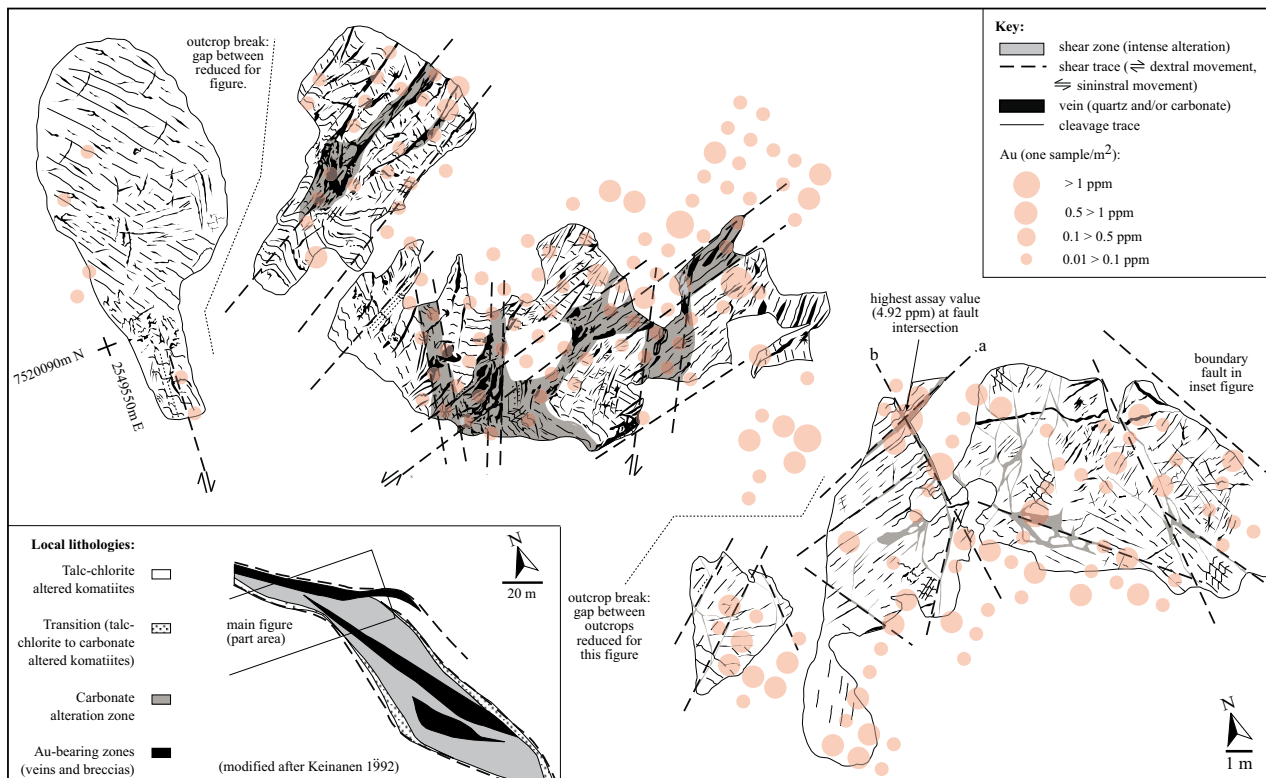 outcrop break:
gap between
reduced for
figure.
Key:
shear zone (intense alteration)
shear trace (⇌ dextral movement,
⇌ sininstral movement)
vein (quartz and/or carbonate)
cleavage trace
Au (one sample/m²):
> 1 ppm
0.5 > 1 ppm
0.1 > 0.5 ppm
0.01 > 0.1 ppm
highest assay value
(4.92 ppm) at fault
intersection
b
a
boundary
fault in
inset figure
7520090m N
2549550m E
outcrop break:
gap between
outcrops
reduced for
this figure
N
1 m
Local lithologies:
Talc-chlorite
altered komatiites
Transition (talc-
chlorite to carbonate
altered komatiites)
Carbonate
alteration zone
Au-bearing zones
(veins and breccias)
main figure
(part area)
N
20 m
(modified after Keinänen 1992)